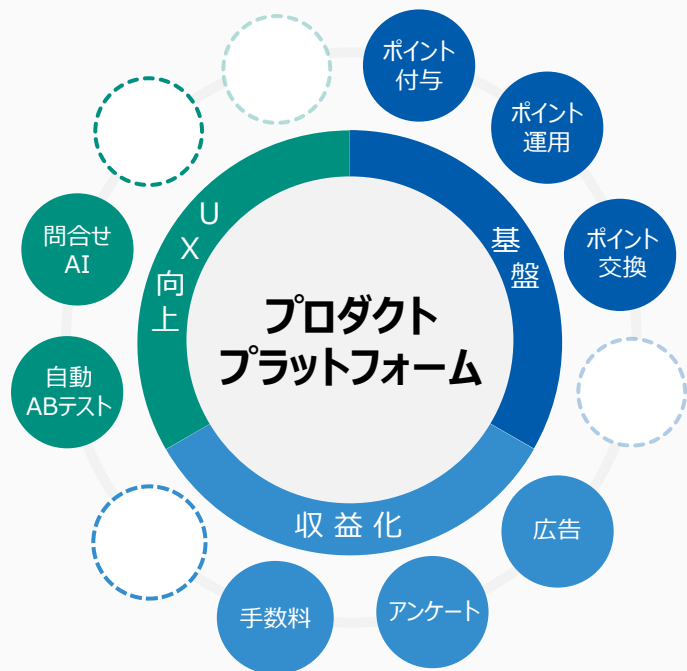 ポイント
付与
ポイント
運用
ポイント
交換
広告
アンケート
手数料
自動
ABテスト
問合せ
AI
UX向上
基盤
収益化
プロダクト
プラットフォーム